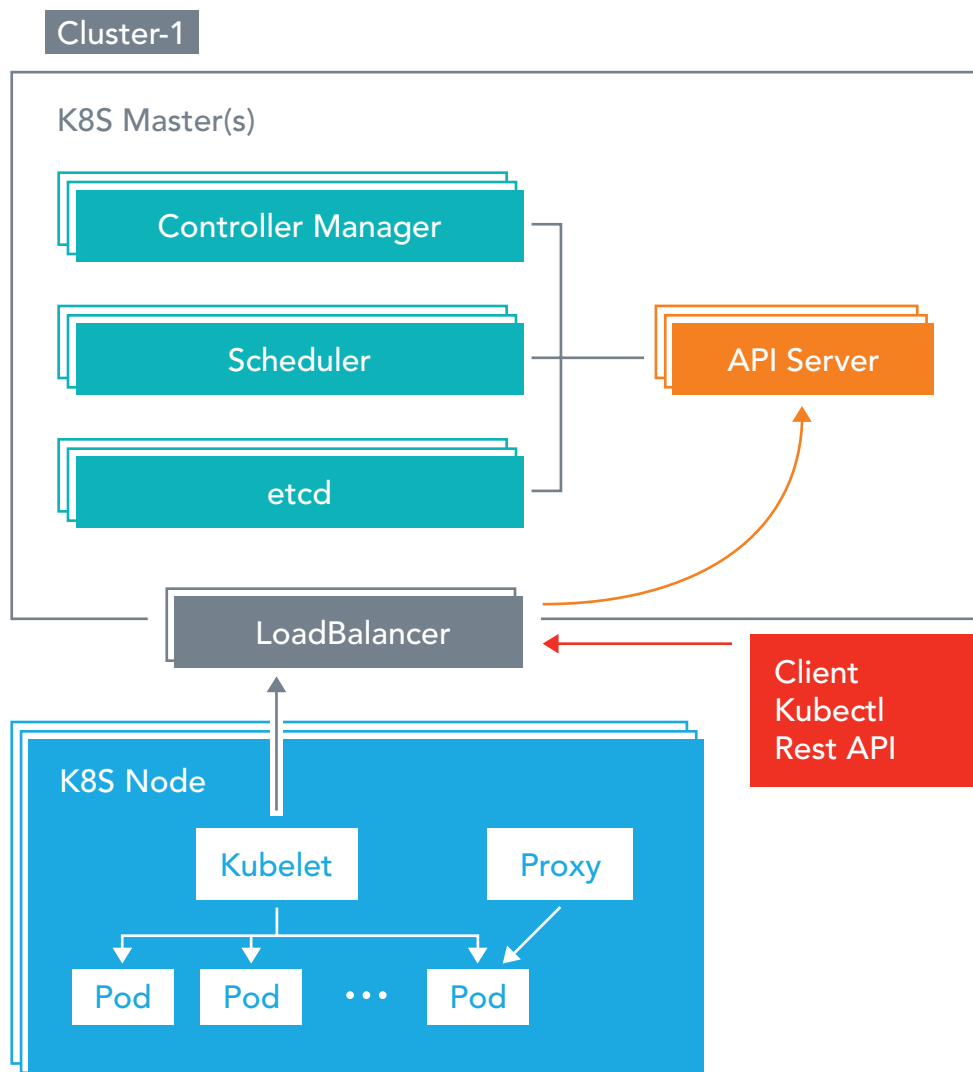 Cluster-1
K8S Master(s)
Controller Manager
Scheduler
API Server
etcd
LoadBalancer
Client
Kubectl
Rest API
K8S Node
Kubelet
Proxy
Pod
Pod
...
Pod